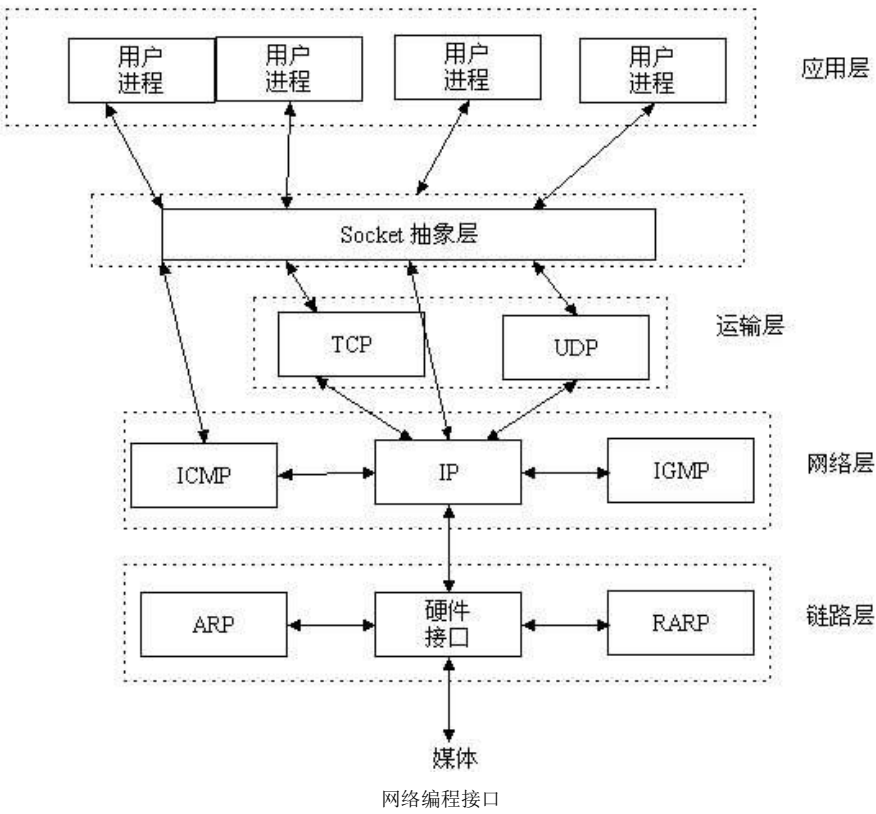 用户
进程
用户
进程
用户
进程
用户
进程
应用层
Socket 抽象层
TCP
UDP
运输层
ICMP
IP
IGMP
网络层
ARP
硬件
接口
RARP
链路层
媒体
网络编程接口